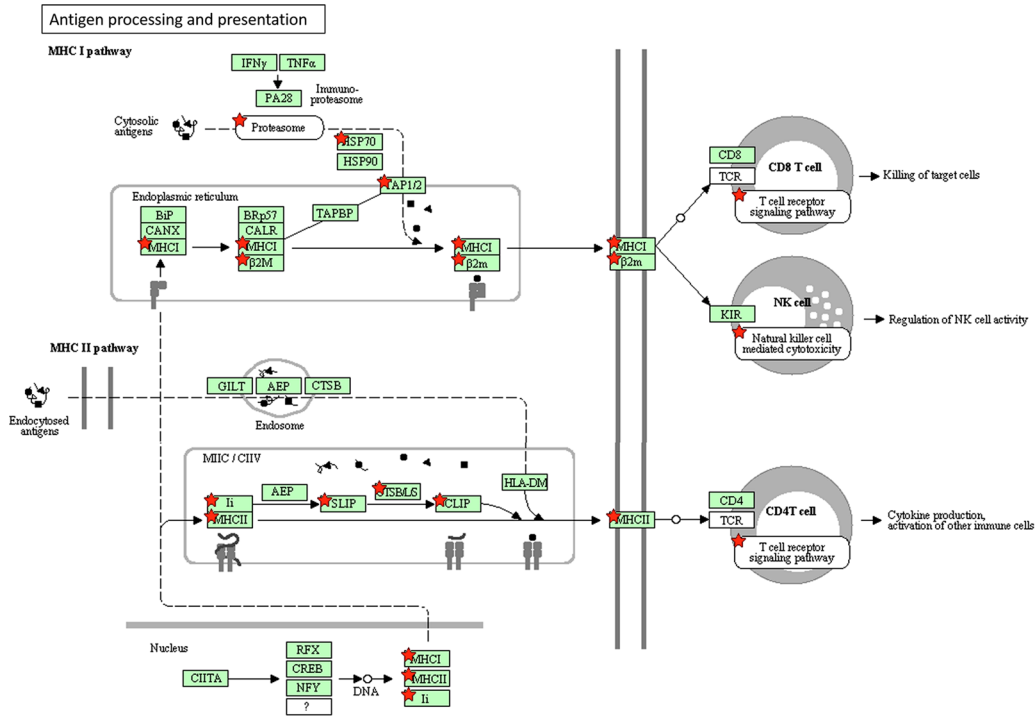 Antigen processing and presentation
MHC I pathway
IFNγ
TNFα
PA28
Immuno-
proteasome
Cytosolic
antigens
Proteasome
HSP70
HSP90
TAP1/2
Endoplasmic reticulum
BiP
CANX
MHCI
BRp57
CALR
MHCI
β2M
TAPBP
MHCI
β2m
MHCI
β2m
CD8
TCR
CD8 T cell
T cell receptor
signaling pathway
Killing of target cells
KIR
NK cell
Natural killer cell
mediated cytotoxicity
Regulation of NK cell activity
MHC II pathway
Endocytosed
antigens
GILT
AEP
CTSB
Endosome
MIIC / CIIV
Ii
MHCII
AEP
SLIP
CTSB/L/S
CLIP
HLA-DM
MHCII
CD4
TCR
CD4T cell
T cell receptor
signaling pathway
Cytokine production,
activation of other immune cells
Nucleus
CIITA
RFX
CREB
NFY
?
DNA
MHCI
MHCII
Ii